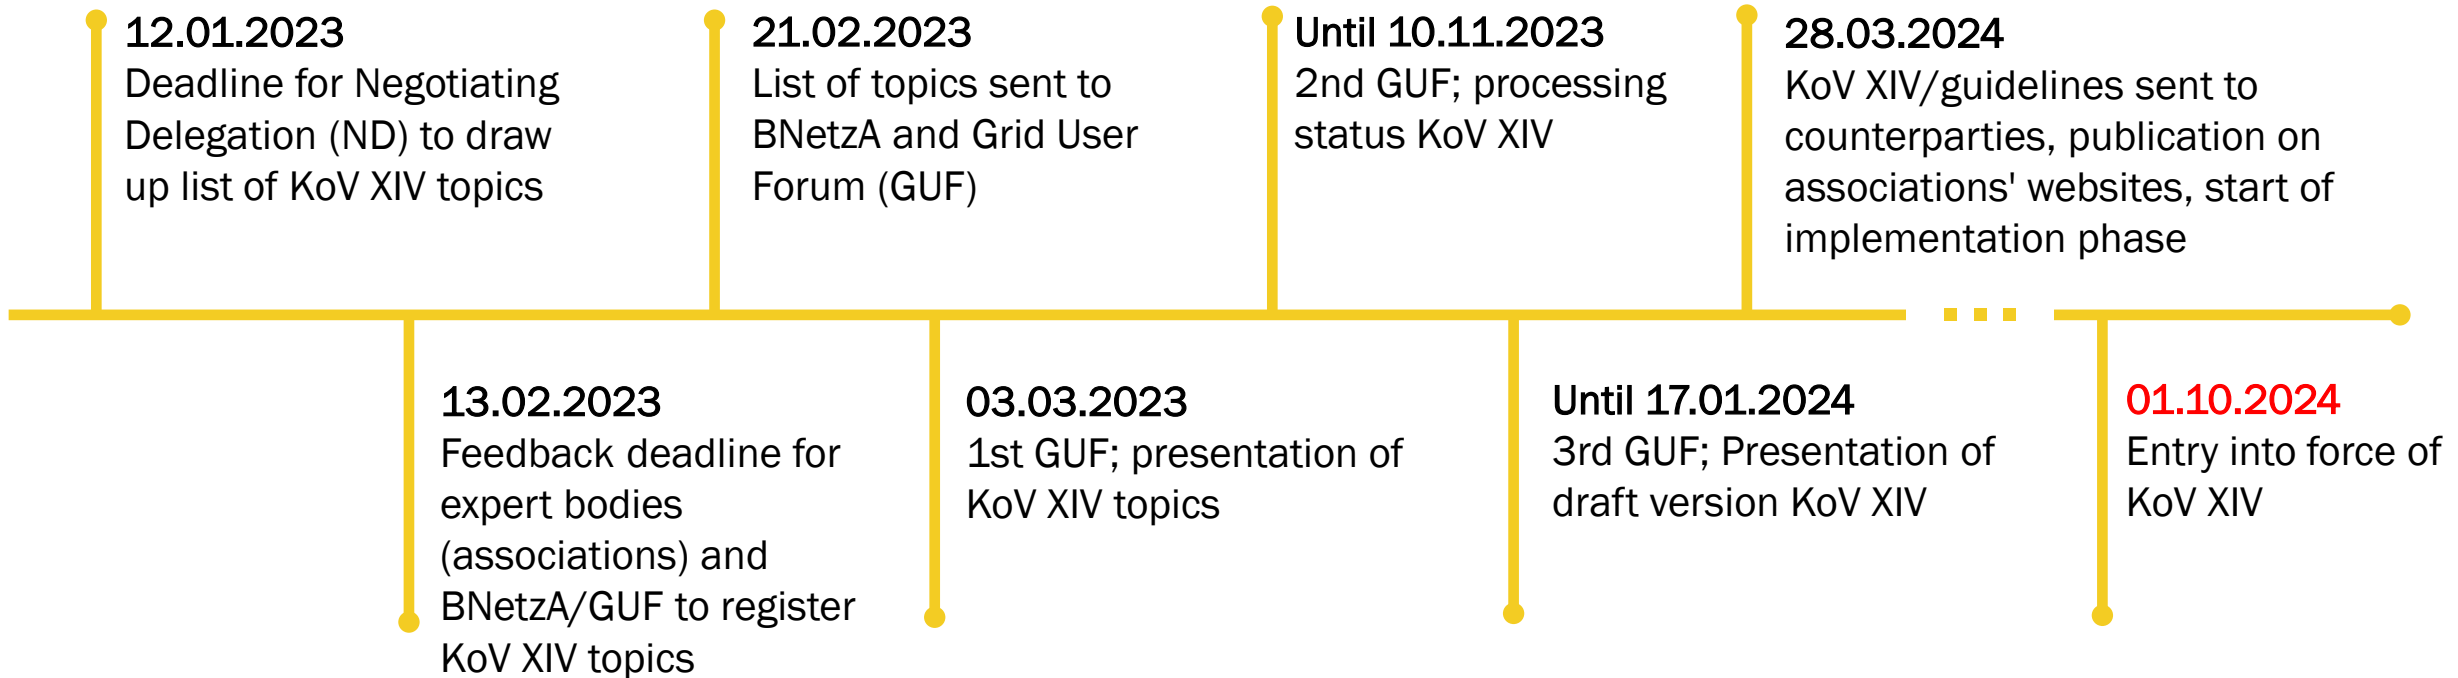 12.01.2023
Deadline for Negotiating
Delegation (ND) to draw
up list of KoV XIV topics
13.02.2023
Feedback deadline for
expert bodies
(associations) and
BNetzA/GUF to register
KoV XIV topics
21.02.2023
List of topics sent to
BNetzA and Grid User
Forum (GUF)
03.03.2023
1st GUF; presentation of
KoV XIV topics
Until 10.11.2023
2nd GUF; processing
status KoV XIV
Until 17.01.2024
3rd GUF; Presentation of
draft version KoV XIV
28.03.2024
KoV XIV/guidelines sent to
counterparties, publication on
associations' websites, start of
implementation phase
01.10.2024
Entry into force of
KoV XIV